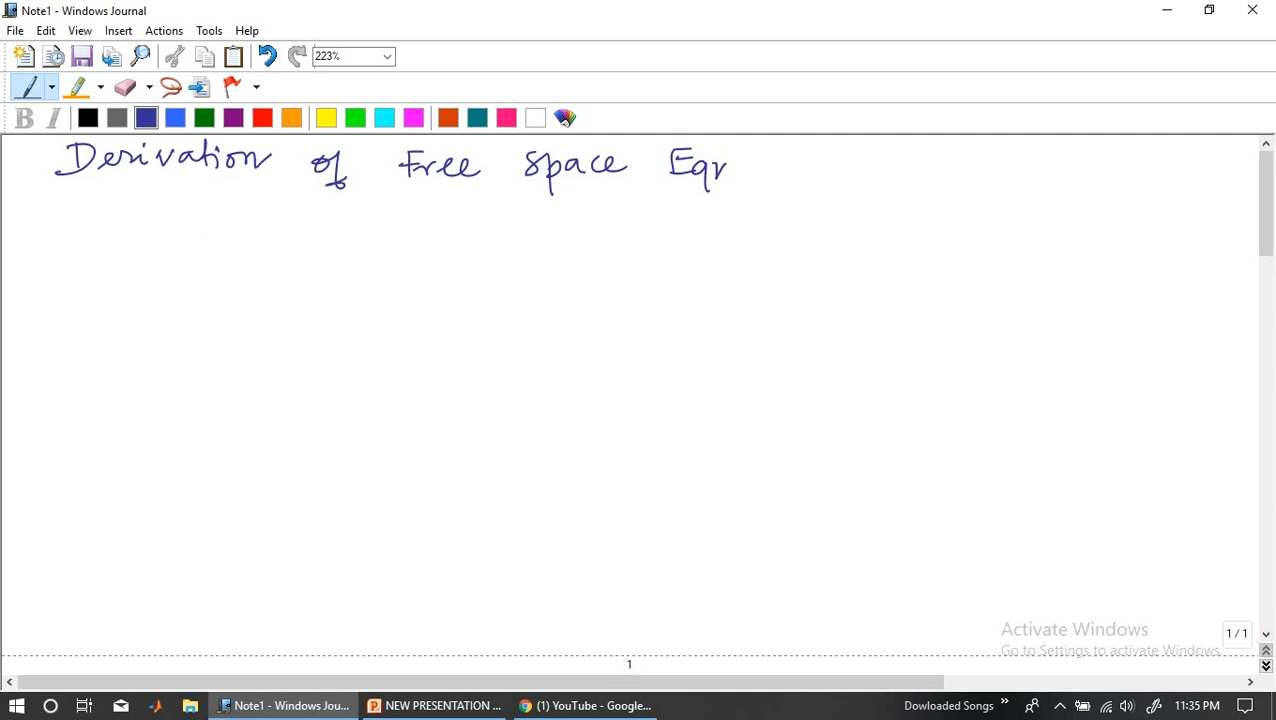 Note1 - Windows Journal
File Edit View Insert Actions Tools Help
223%
B I
Derivation of Free Space Eqr
Activate Windows
Go to Settings to activate Windows.
1 / 1
1
Note1 - Windows Jou... NEW PRESENTATION ... (1) YouTube - Google... Dowloaded Songs » 11:35 PM